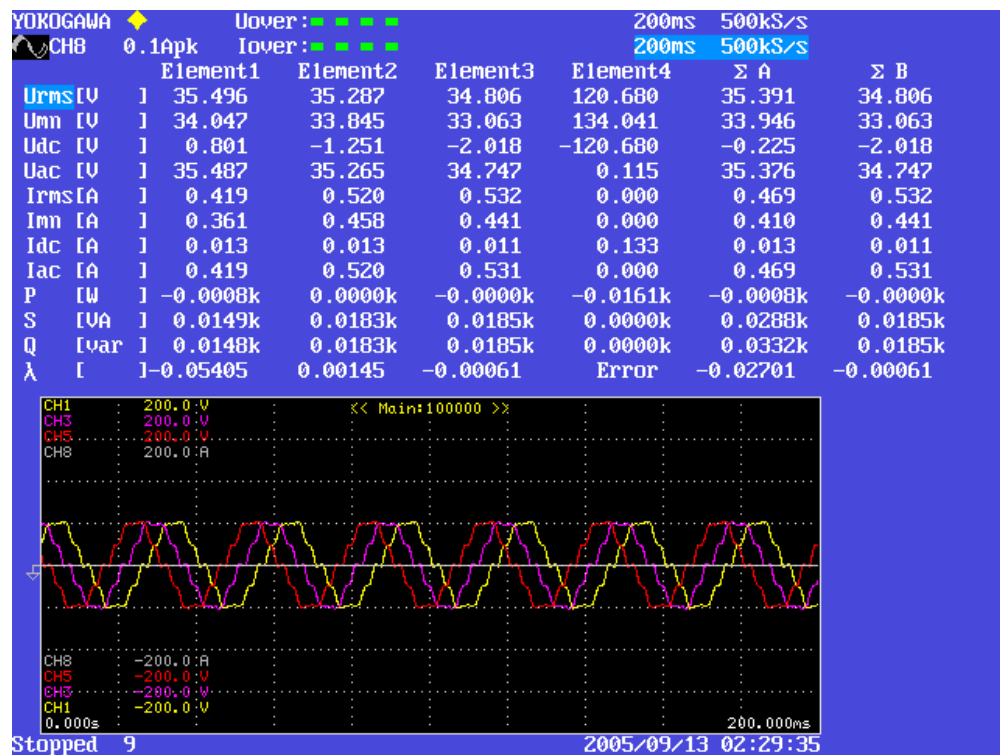 YOKOGAWA Uover: 200ms 500kS/s
CH8 0.1Apk Iover: 200ms 500kS/s
Element1 Element2 Element3 Element4 Σ A Σ B
Urms[V ] 35.496 35.287 34.806 120.680 35.391 34.806
Umn [V ] 34.047 33.845 33.063 134.041 33.946 33.063
Udc [V ] 0.801 -1.251 -2.018 -120.680 -0.225 -2.018
Uac [V ] 35.487 35.265 34.747 0.115 35.376 34.747
Irms[A ] 0.419 0.520 0.532 0.000 0.469 0.532
Imn [A ] 0.361 0.458 0.441 0.000 0.410 0.441
Idc [A ] 0.013 0.013 0.011 0.133 0.013 0.011
Iac [A ] 0.419 0.520 0.531 0.000 0.469 0.531
P [W ] -0.0008k 0.0000k -0.0000k -0.0161k -0.0008k -0.0000k
S [VA ] 0.0149k 0.0183k 0.0185k 0.0000k 0.0288k 0.0185k
Q [var ] 0.0148k 0.0183k 0.0185k 0.0000k 0.0332k 0.0185k
λ [ ]-0.05405 0.00145 -0.00061 Error -0.02701 -0.00061
CH1 200.0 V << Main:100000 >>
CH3 200.0 V
CH5 200.0 V
CH8 200.0 A
CH8 -200.0 A
CH5 -200.0 V
CH3 -200.0 V
CH1 -200.0 V
0.000s 200.000ms
Stopped 9 2005/09/13 02:29:35